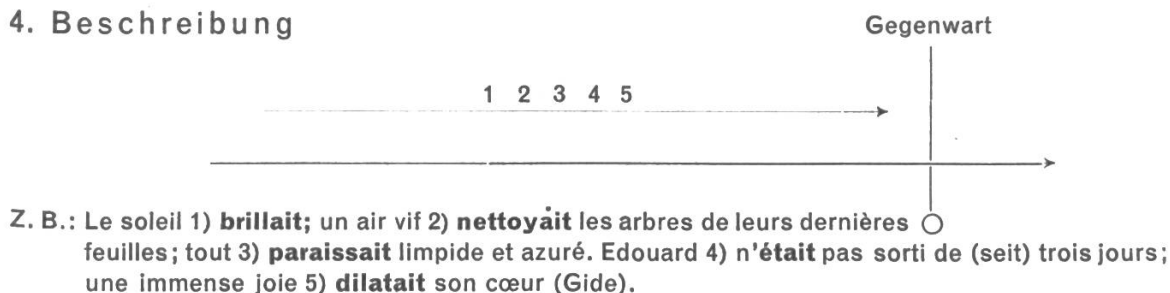 4. Beschreibung
Gegenwart
1 2 3 4 5
Z. B.: Le soleil 1) brillait; un air vif 2) nettoyait les arbres de leurs dernières
feuilles; tout 3) paraissait limpide et azuré. Edouard 4) n'était pas sorti de (seit) trois jours;
une immense joie 5) dilatait son cœur (Gide).